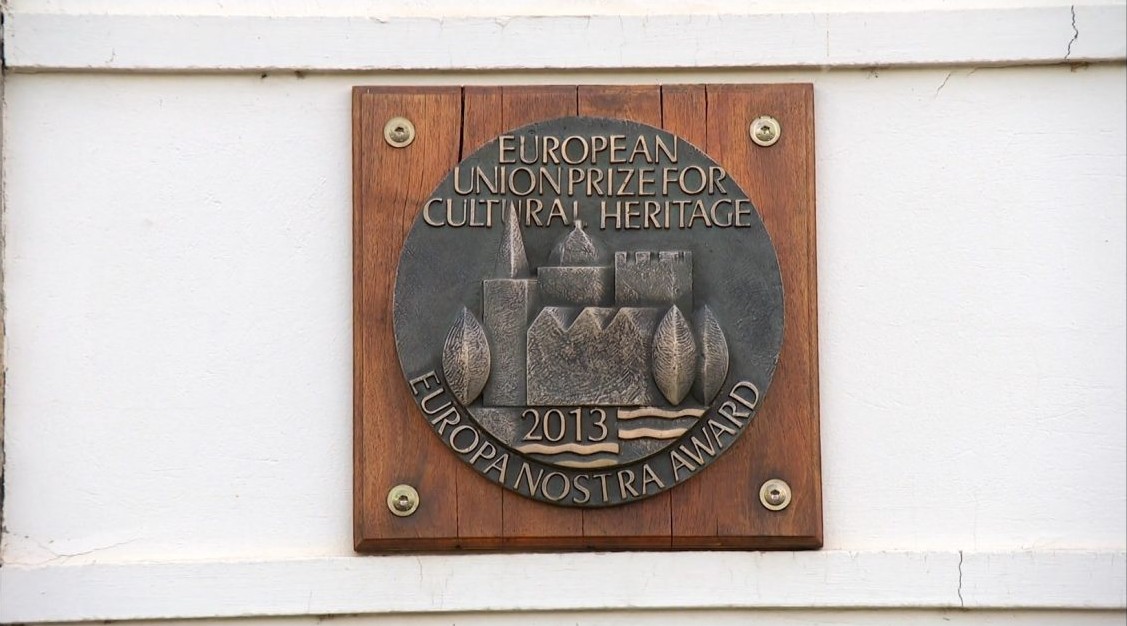 EUROPEAN
UNION PRIZE FOR
CULTURAL HERITAGE
2013
EUROPA NOSTRA AWARD